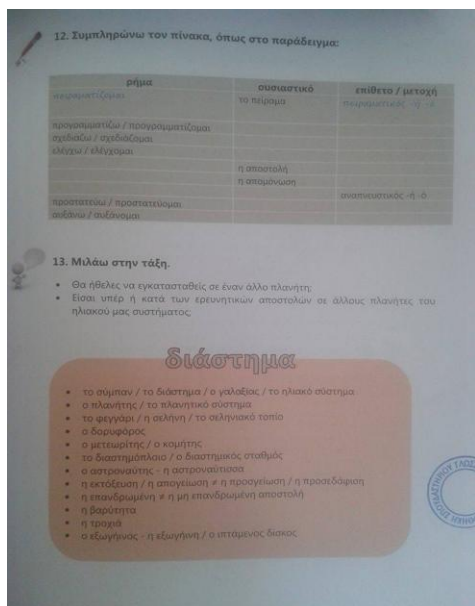 12. Συμπληρώνω τον πίνακα, όπως στο παράδειγμα:
ρήμα ουσιαστικό επίθετο / μετοχή
πειραματίζομαι το πείραμα πειραματικός -ή -ό
προγραμματίζω / προγραμματίζομαι
σχεδιάζω / σχεδιάζομαι
ελέγχω / ελέγχομαι
η αποστολή
η απομόνωση
αναπνευστικός -ή -ό
προστατεύω / προστατεύομαι
αυξάνω / αυξάνομαι
13. Μιλάω στην τάξη.
• Θα ήθελες να εγκατασταθείς σε έναν άλλο πλανήτη;
• Είσαι υπέρ ή κατά των ερευνητικών αποστολών σε άλλους πλανήτες του
ηλιακού μας συστήματος;
διάστημα
• το σύμπαν / το διάστημα / ο γαλαξίας / το ηλιακό σύστημα
• ο πλανήτης / το πλανητικό σύστημα
• το φεγγάρι / η σελήνη / το σεληνιακό τοπίο
• ο δορυφόρος
• ο μετεωρίτης / ο κομήτης
• το διαστημόπλοιο / ο διαστημικός σταθμός
• ο αστροναύτης - η αστροναύτισσα
• η εκτόξευση / η απογείωση ≠ η προσγείωση / η προσεδάφιση
• η επανδρωμένη ≠ η μη επανδρωμένη αποστολή
• η βαρύτητα
• η τροχιά
• ο εξωγήινος - η εξωγήινη / ο ιπτάμενος δίσκος